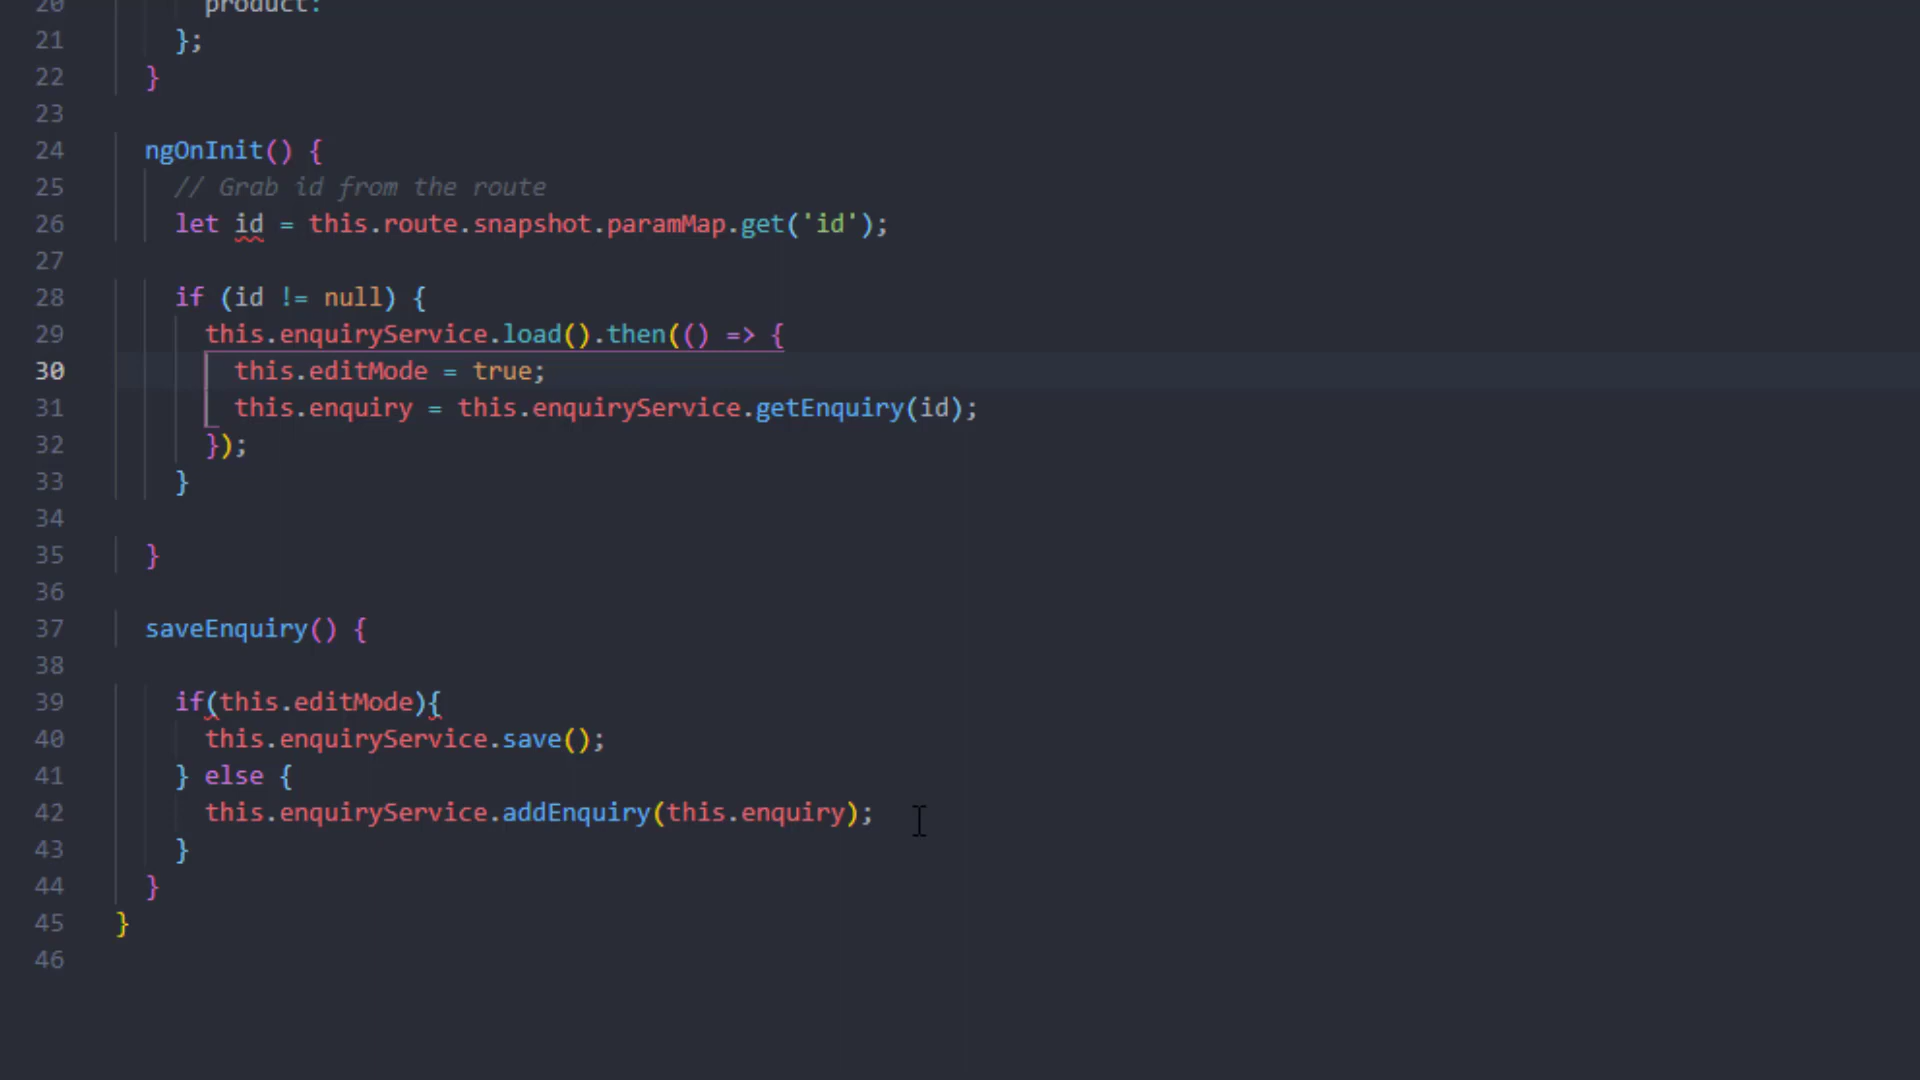 20 product:
21 };
22 }
23
24 ngOnInit() {
25 // Grab id from the route
26 let id = this.route.snapshot.paramMap.get('id');
27
28 if (id != null) {
29 this.enquiryService.load().then(() => {
30 this.editMode = true;
31 this.enquiry = this.enquiryService.getEnquiry(id);
32 });
33 }
34
35 }
36
37 saveEnquiry() {
38
39 if(this.editMode){
40 this.enquiryService.save();
41 } else {
42 this.enquiryService.addEnquiry(this.enquiry);
43 }
44 }
45 }
46